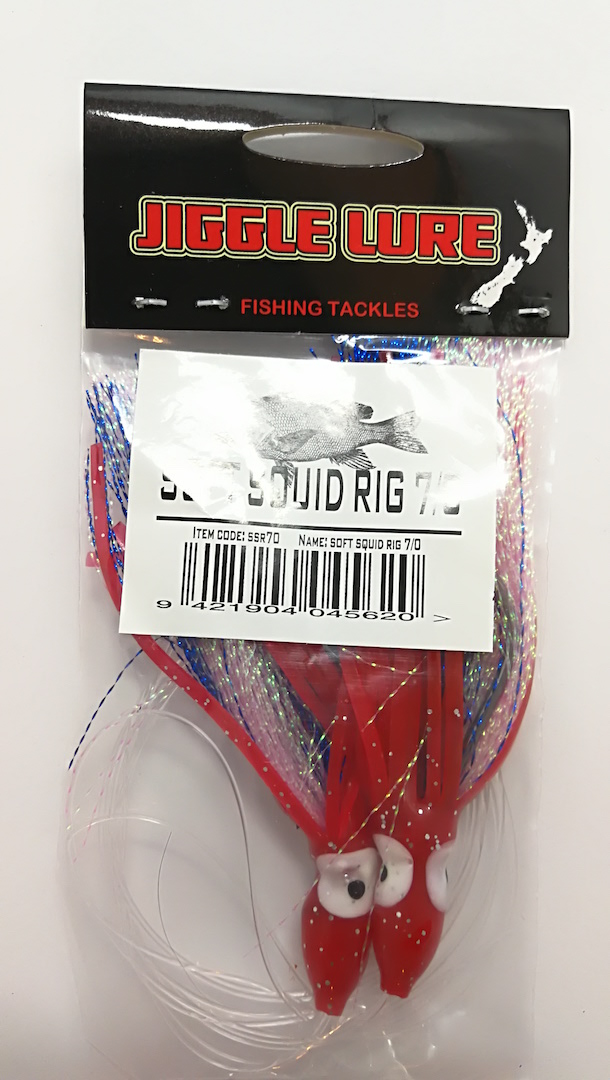 JIGGLE LURE
FISHING TACKLES
SOFT SQUID RIG 7/0
ITEM CODE: SSR70 NAME: SOFT SQUID RIG 7/0
9 421904 045620 >